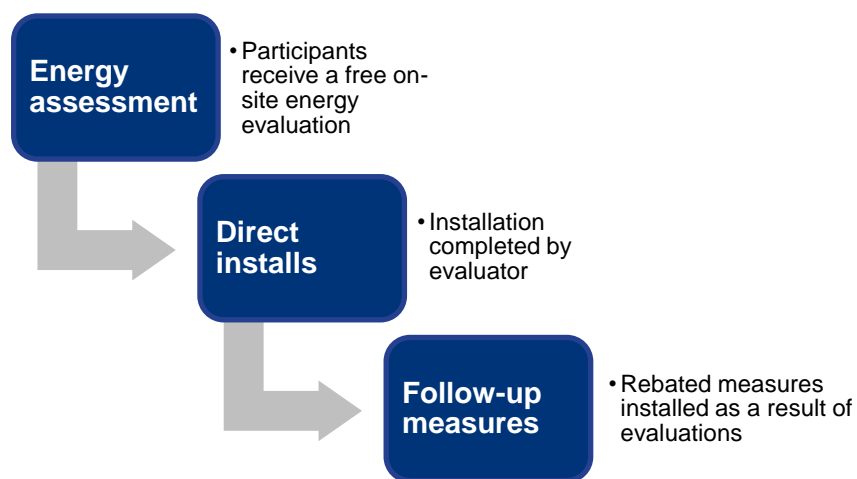 Energy
assessment
• Participants
receive a free on-
site energy
evaluation
Direct
installs
• Installation
completed by
evaluator
Follow-up
measures
• Rebated measures
installed as a result of
evaluations